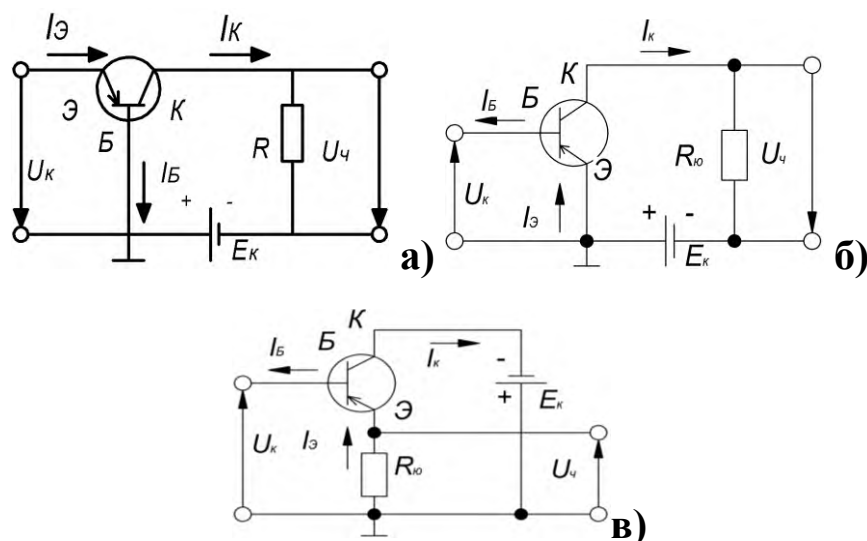 Iэ Iк
Э К
Б
Uк IБ R Uч
+ -
Eк
а)
Iк
К
IБ Б
Э Rю Uч
Uк
Iэ + -
Eк
б)
К
IБ Б Iк -
+ Eк
Э
Uк Iэ
Rю Uч
в)